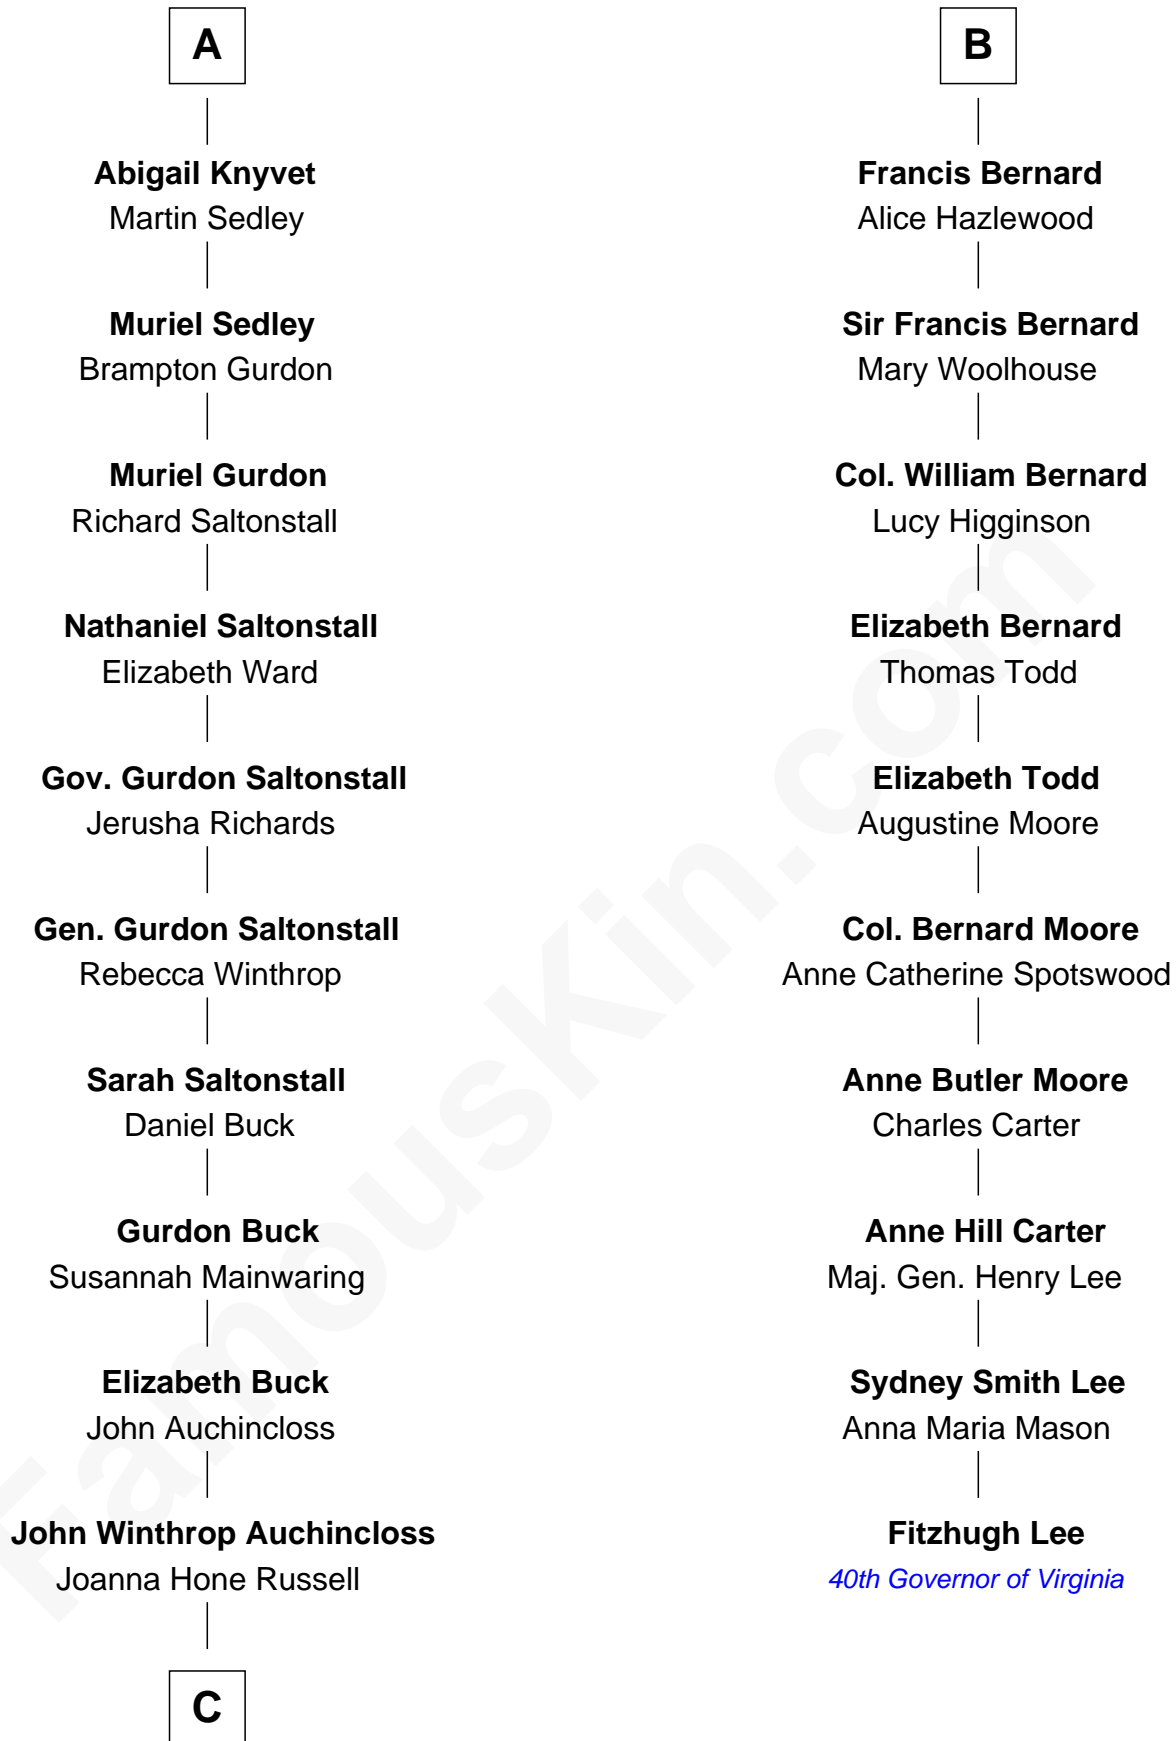 A
Abigail Knyvet
Martin Sedley
Muriel Sedley
Brampton Gurdon
Muriel Gurdon
Richard Saltonstall
Nathaniel Saltonstall
Elizabeth Ward
Gov. Gurdon Saltonstall
Jerusha Richards
Gen. Gurdon Saltonstall
Rebecca Winthrop
Sarah Saltonstall
Daniel Buck
Gurdon Buck
Susannah Mainwaring
Elizabeth Buck
John Auchincloss
John Winthrop Auchincloss
Joanna Hone Russell
C
B
Francis Bernard
Alice Hazlewood
Sir Francis Bernard
Mary Woolhouse
Col. William Bernard
Lucy Higginson
Elizabeth Bernard
Thomas Todd
Elizabeth Todd
Augustine Moore
Col. Bernard Moore
Anne Catherine Spotswood
Anne Butler Moore
Charles Carter
Anne Hill Carter
Maj. Gen. Henry Lee
Sydney Smith Lee
Anna Maria Mason
Fitzhugh Lee
40th Governor of Virginia
FamousKin.com